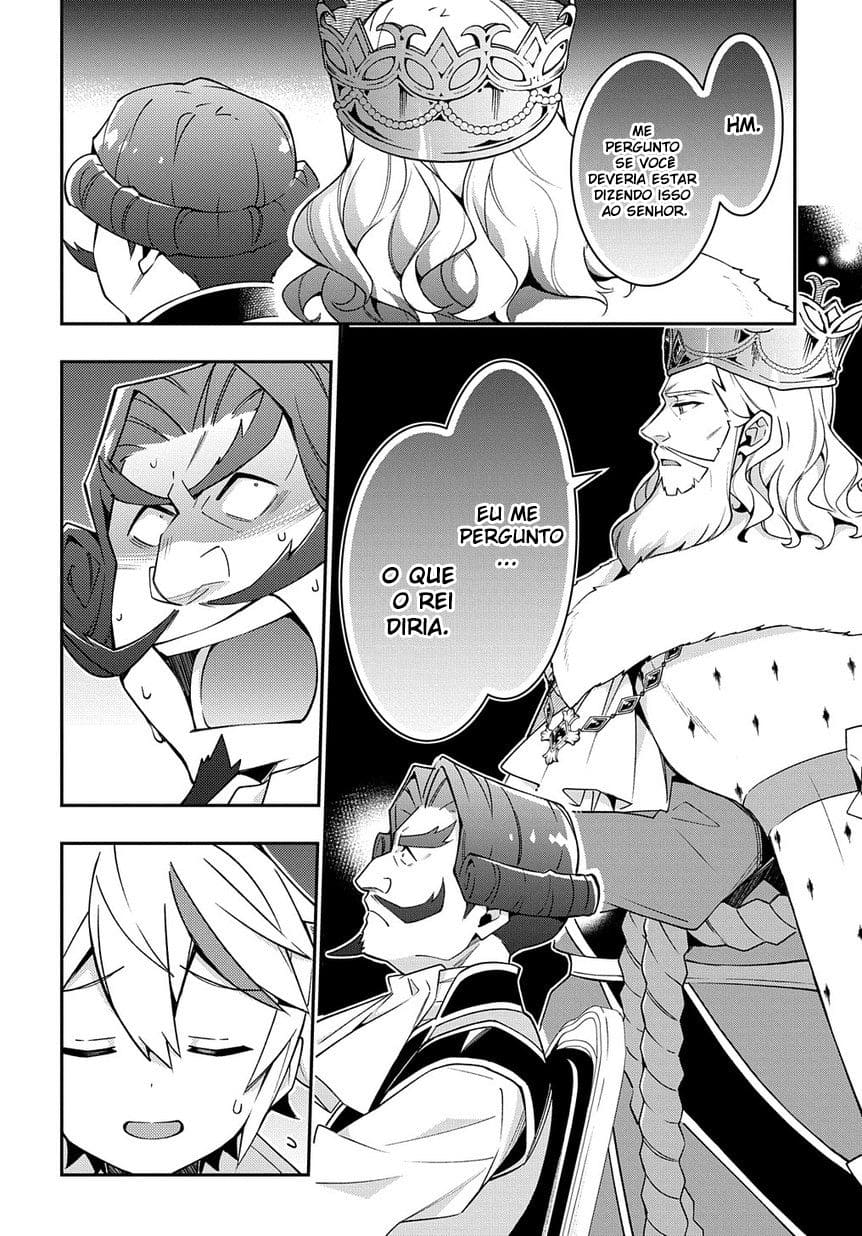 HM.
ME
PERGUNTO
SE VOCÊ
DEVERIA ESTAR
DIZENDO ISSO
AO SENHOR.
EU ME
PERGUNTO
...
O QUE
O REI
DIRIA.